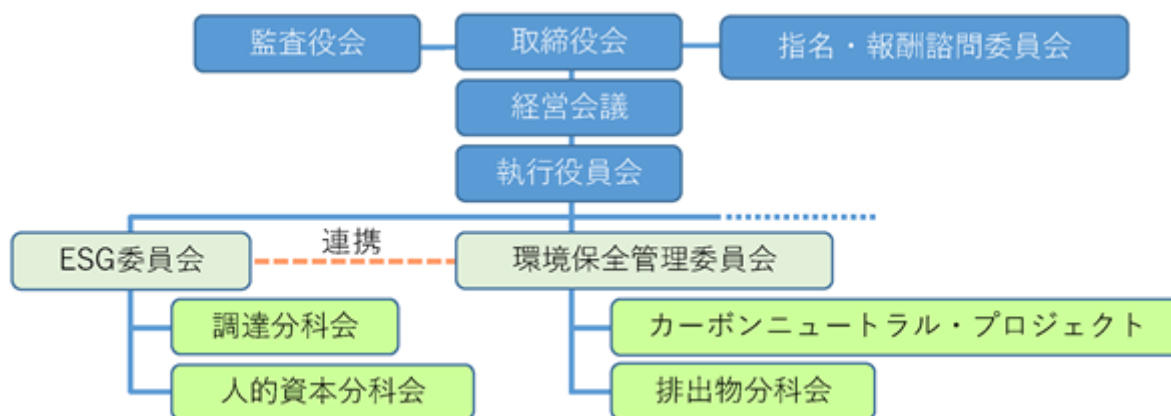 監査役会
取締役会
指名・報酬諮問委員会
経営会議
執行役員会
ESG委員会
連携
環境保全管理委員会
調達分科会
カーボンニュートラル・プロジェクト
人的資本分科会
排出物分科会